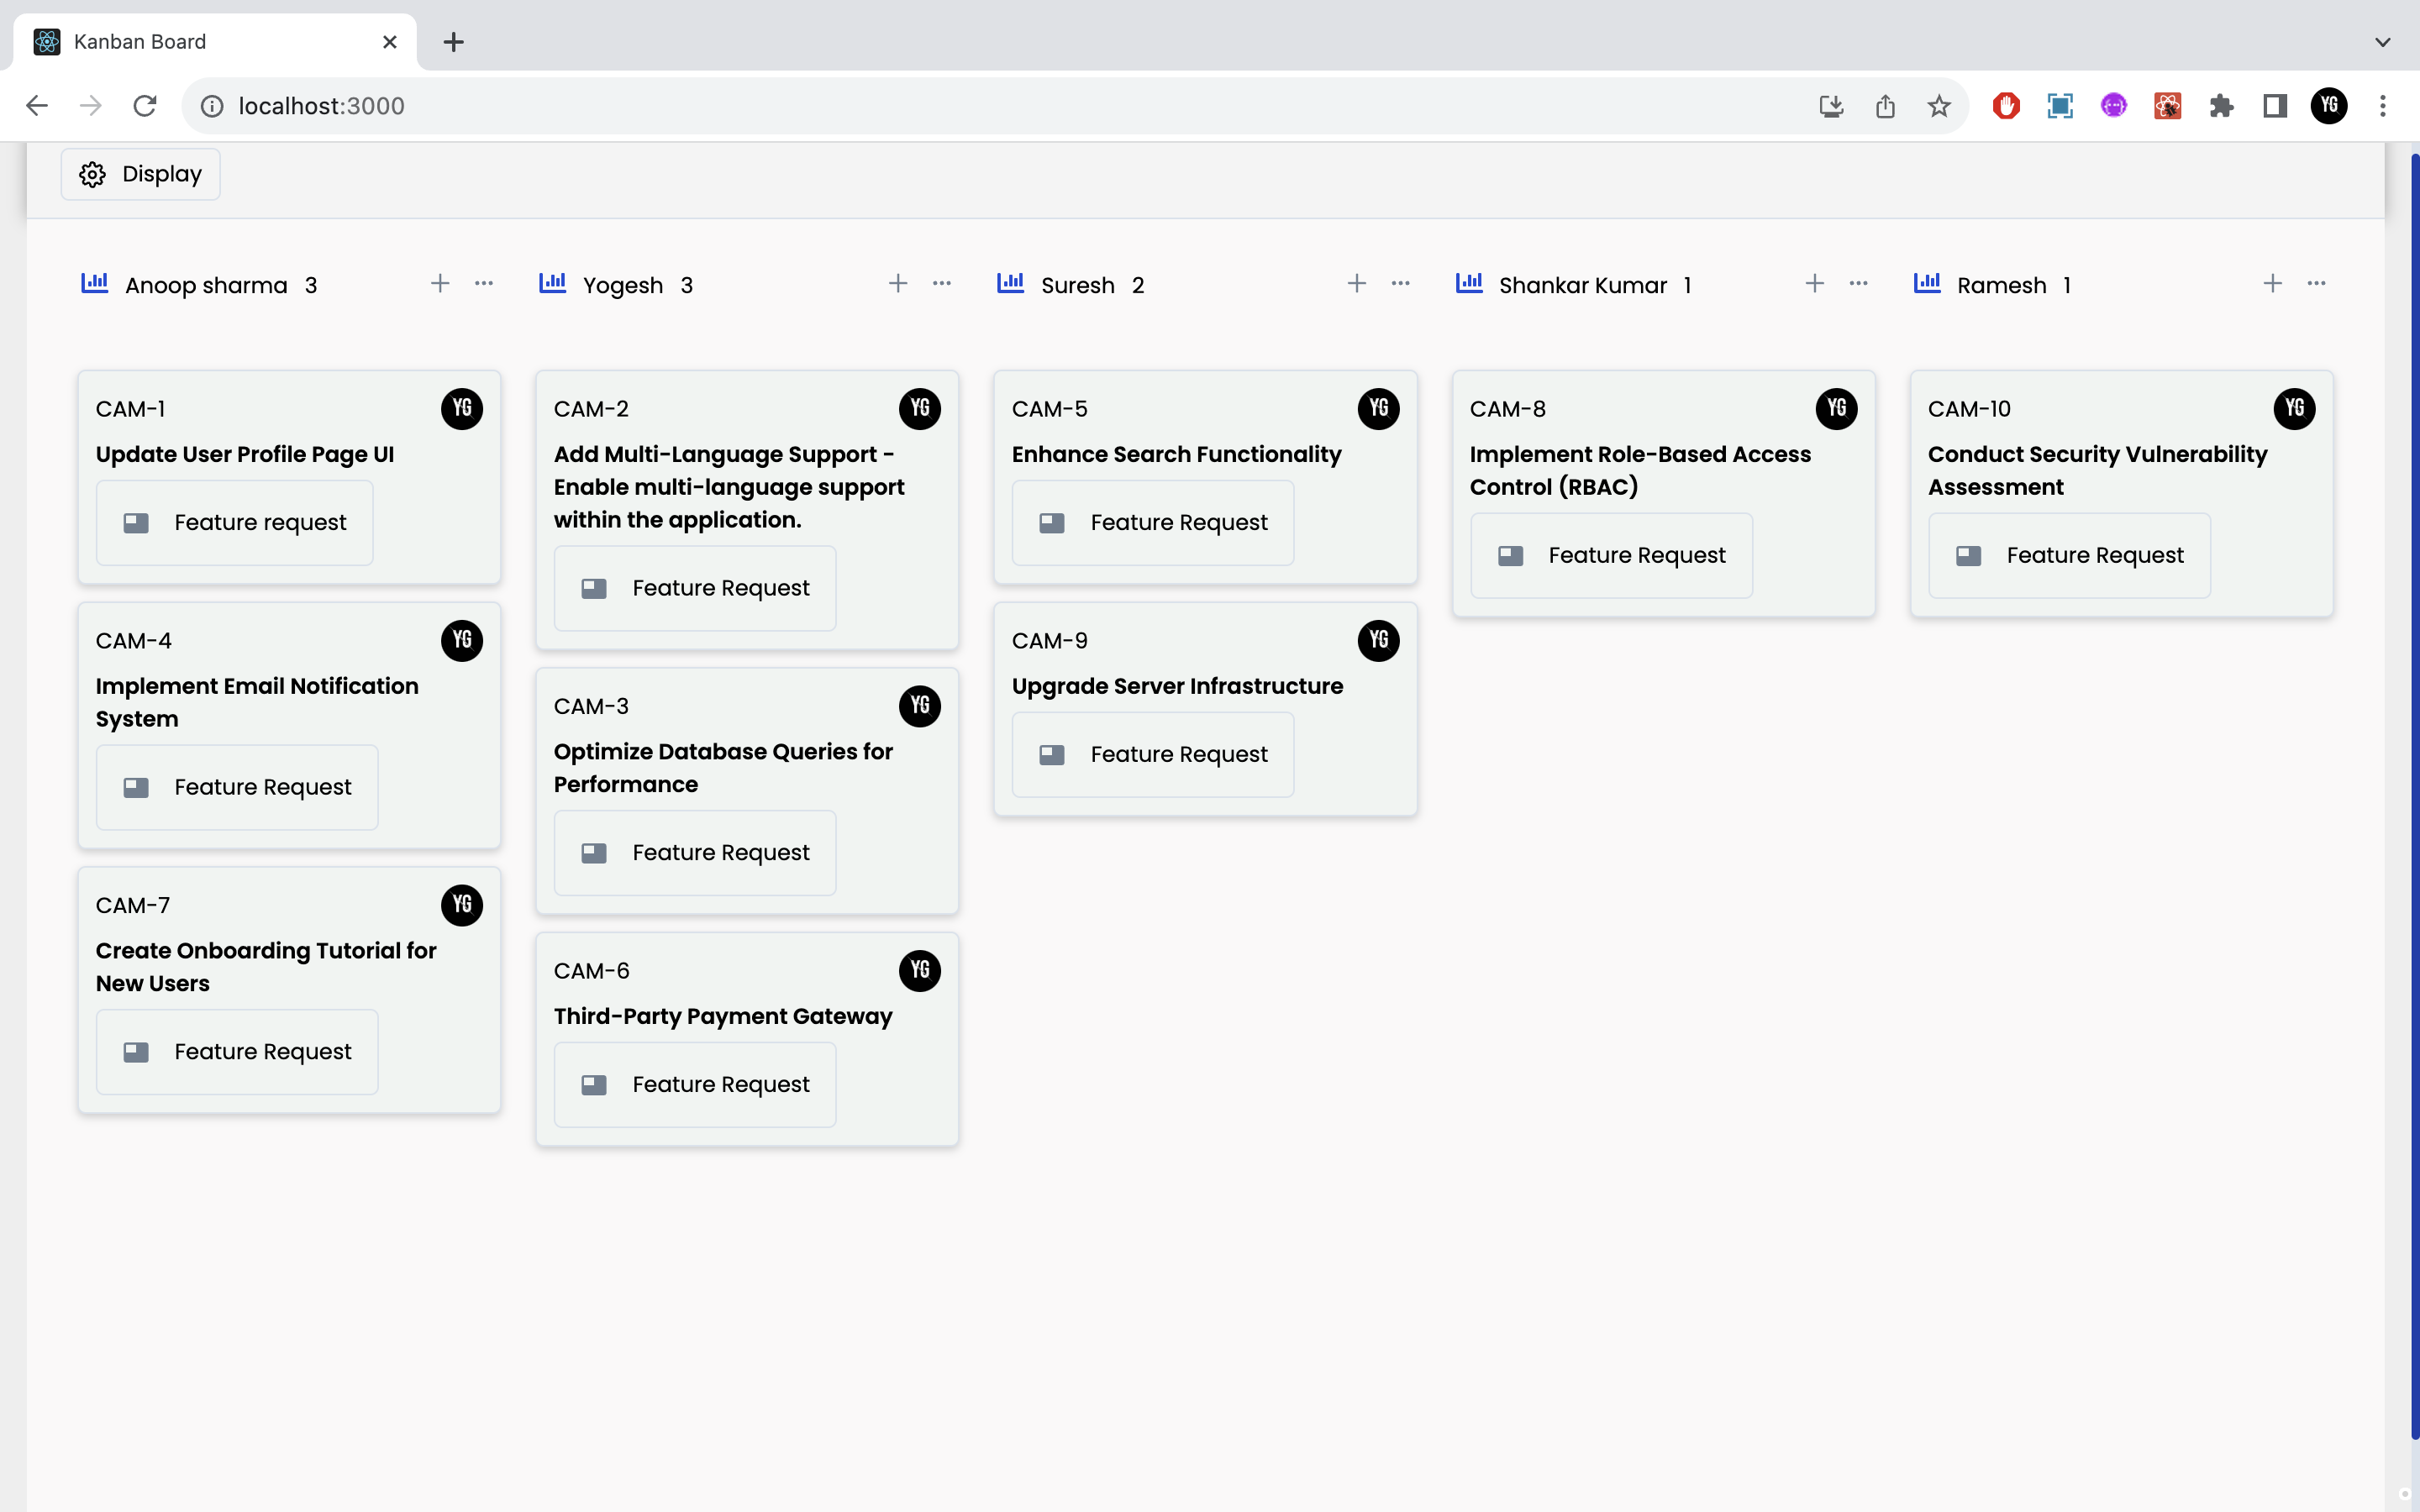 Kanban Board
localhost:3000
YG
Display
Anoop sharma 3
CAM-1
YG
Update User Profile Page UI
Feature request
CAM-4
YG
Implement Email Notification
System
Feature Request
CAM-7
YG
Create Onboarding Tutorial for
New Users
Feature Request
Yogesh 3
CAM-2
YG
Add Multi-Language Support -
Enable multi-language support
within the application.
Feature Request
CAM-3
YG
Optimize Database Queries for
Performance
Feature Request
CAM-6
YG
Third-Party Payment Gateway
Feature Request
Suresh 2
CAM-5
YG
Enhance Search Functionality
Feature Request
CAM-9
YG
Upgrade Server Infrastructure
Feature Request
Shankar Kumar 1
CAM-8
YG
Implement Role-Based Access
Control (RBAC)
Feature Request
Ramesh 1
CAM-10
YG
Conduct Security Vulnerability
Assessment
Feature Request